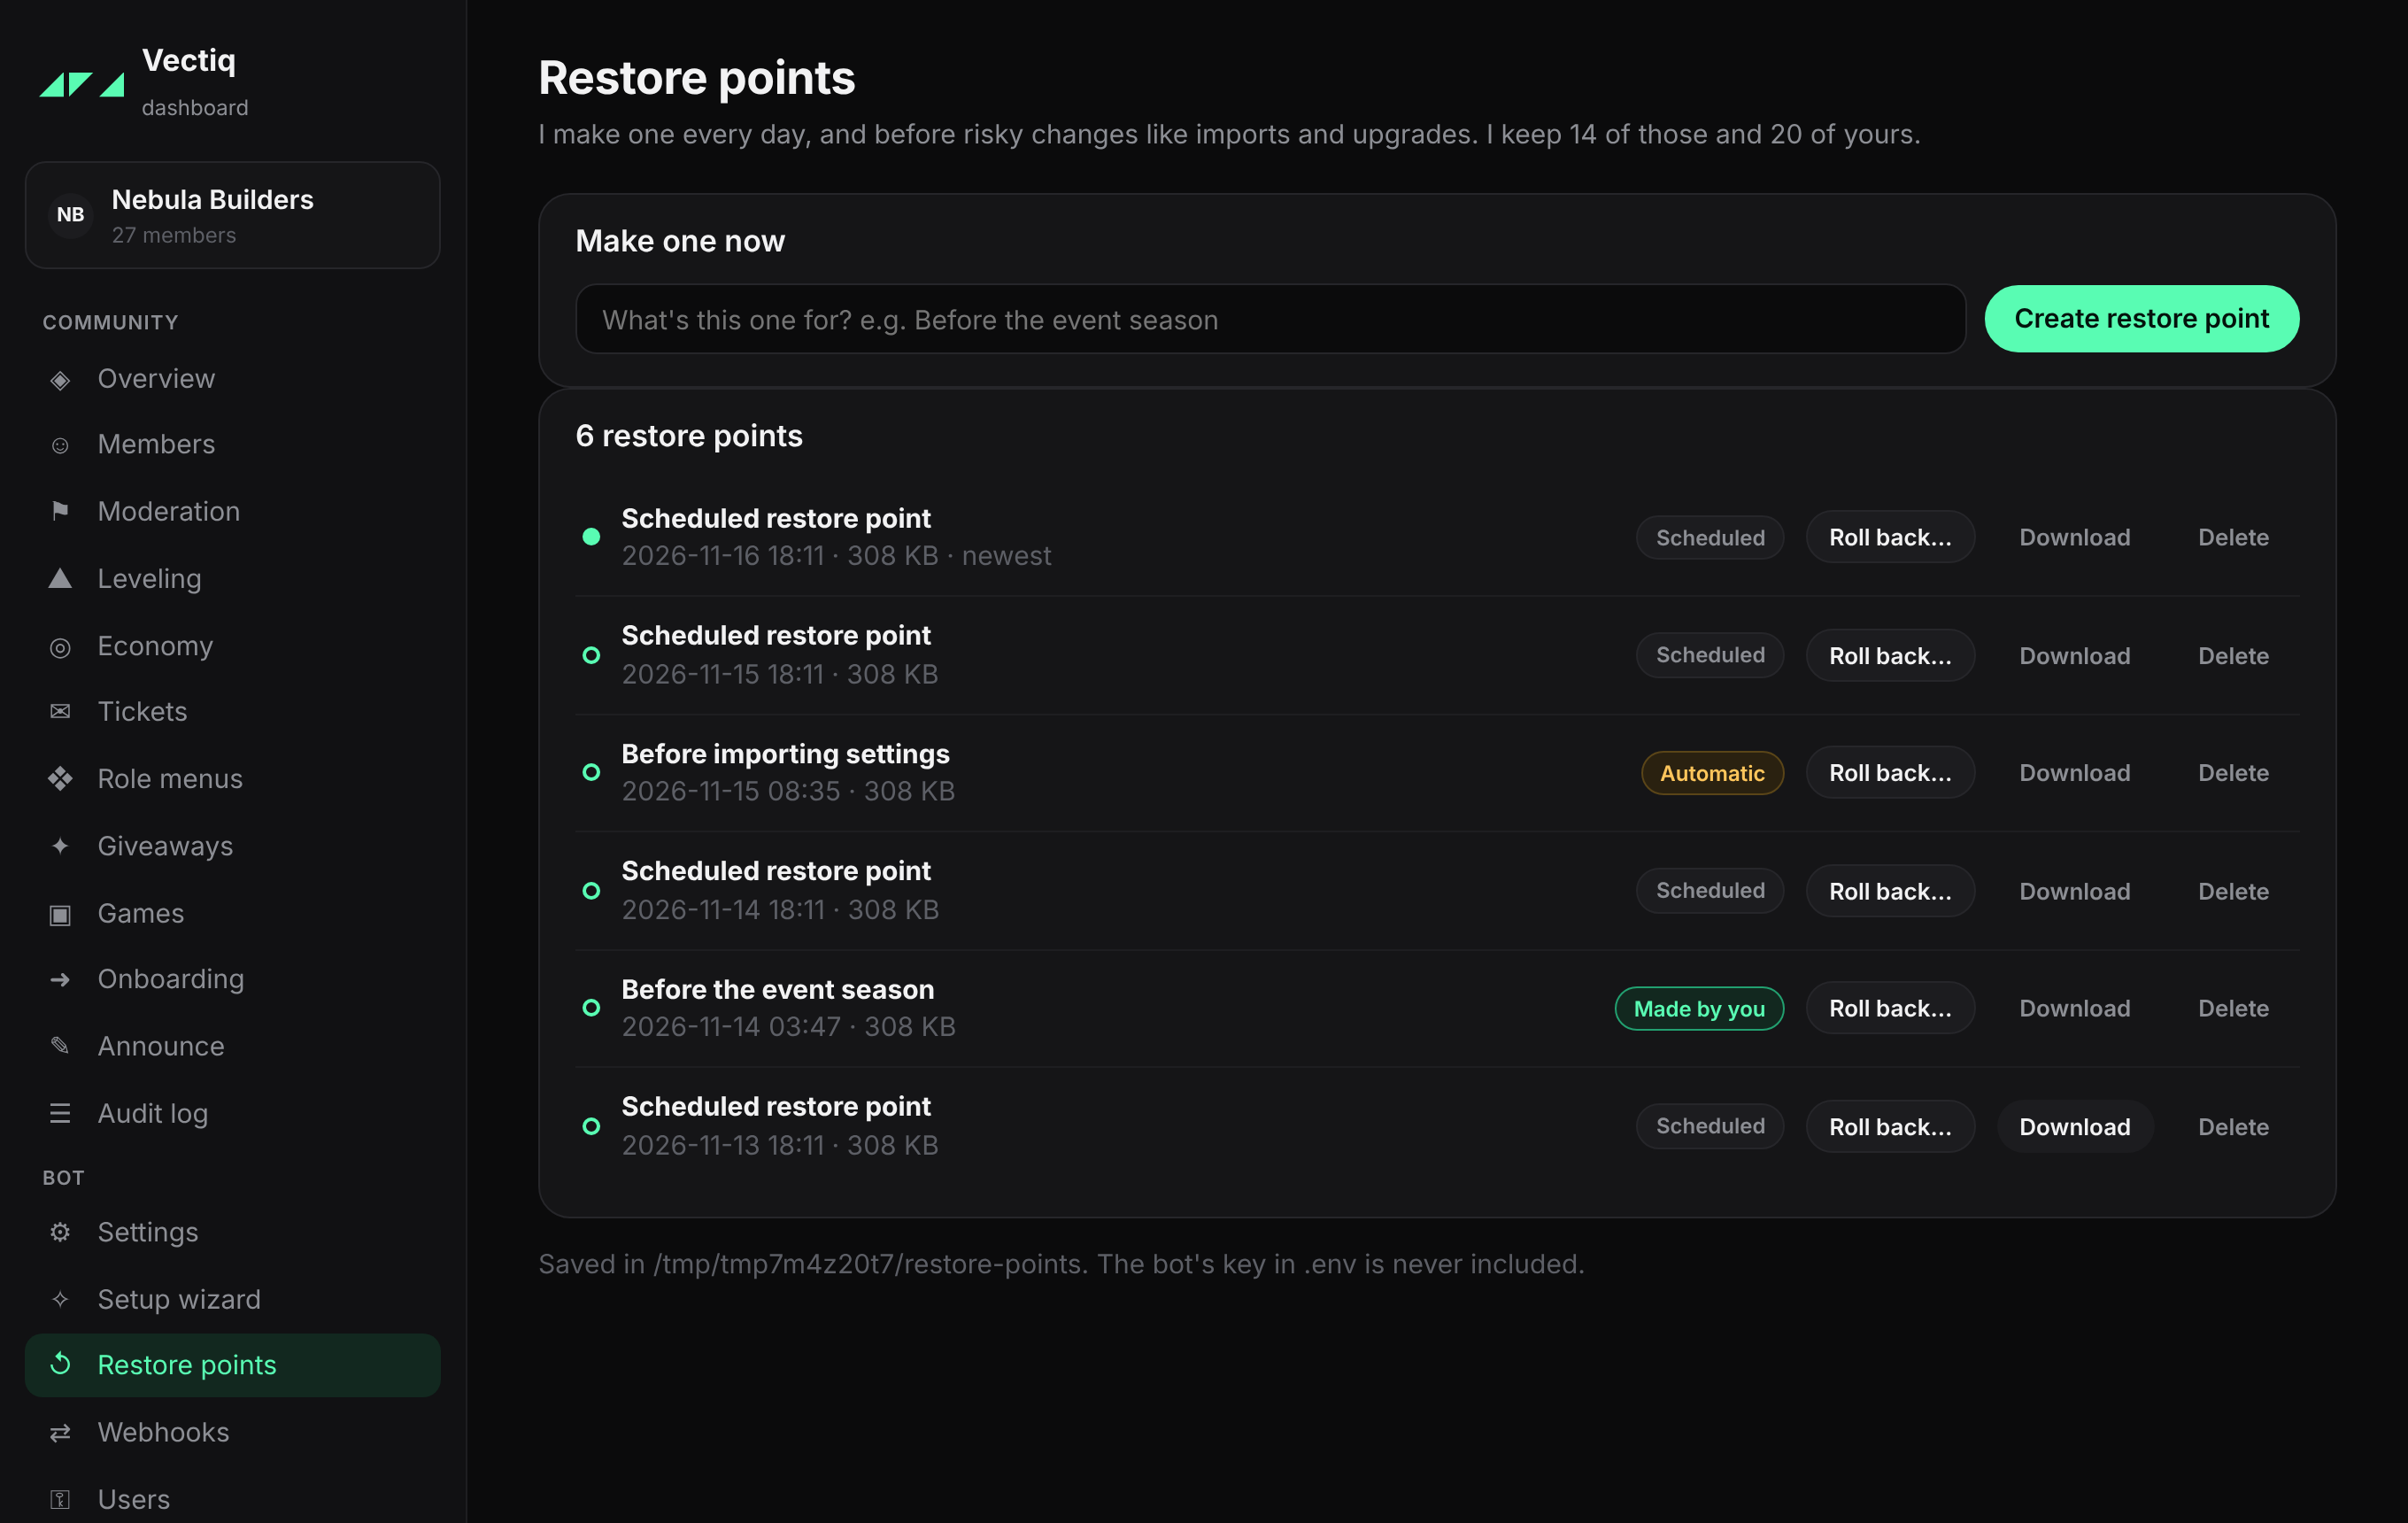 Vectiq
dashboard
NB
Nebula Builders
27 members
COMMUNITY
Overview
Members
Moderation
Leveling
Economy
Tickets
Role menus
Giveaways
Games
Onboarding
Announce
Audit log
BOT
Settings
Setup wizard
Restore points
Webhooks
Users
Restore points
I make one every day, and before risky changes like imports and upgrades. I keep 14 of those and 20 of yours.
Make one now
What's this one for? e.g. Before the event season
Create restore point
6 restore points
Scheduled restore point
2026-11-16 18:11 · 308 KB · newest
Scheduled Roll back... Download Delete
Scheduled restore point
2026-11-15 18:11 · 308 KB
Scheduled Roll back... Download Delete
Before importing settings
2026-11-15 08:35 · 308 KB
Automatic Roll back... Download Delete
Scheduled restore point
2026-11-14 18:11 · 308 KB
Scheduled Roll back... Download Delete
Before the event season
2026-11-14 03:47 · 308 KB
Made by you Roll back... Download Delete
Scheduled restore point
2026-11-13 18:11 · 308 KB
Scheduled Roll back... Download Delete
Saved in /tmp/tmp7m4z20t7/restore-points. The bot's key in .env is never included.